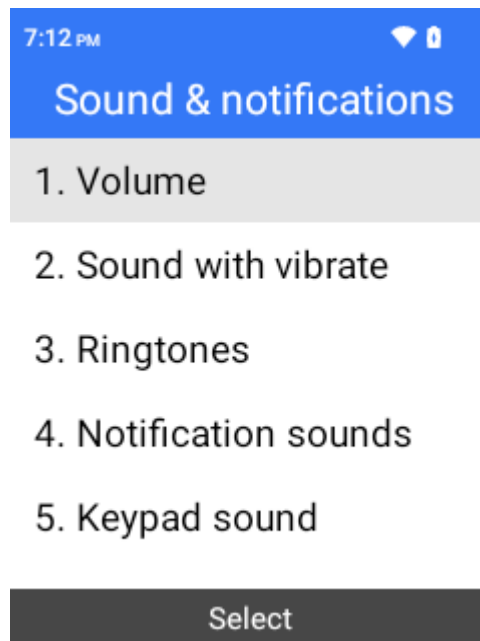 7:12 PM
Sound & notifications
1. Volume
2. Sound with vibrate
3. Ringtones
4. Notification sounds
5. Keypad sound
Select